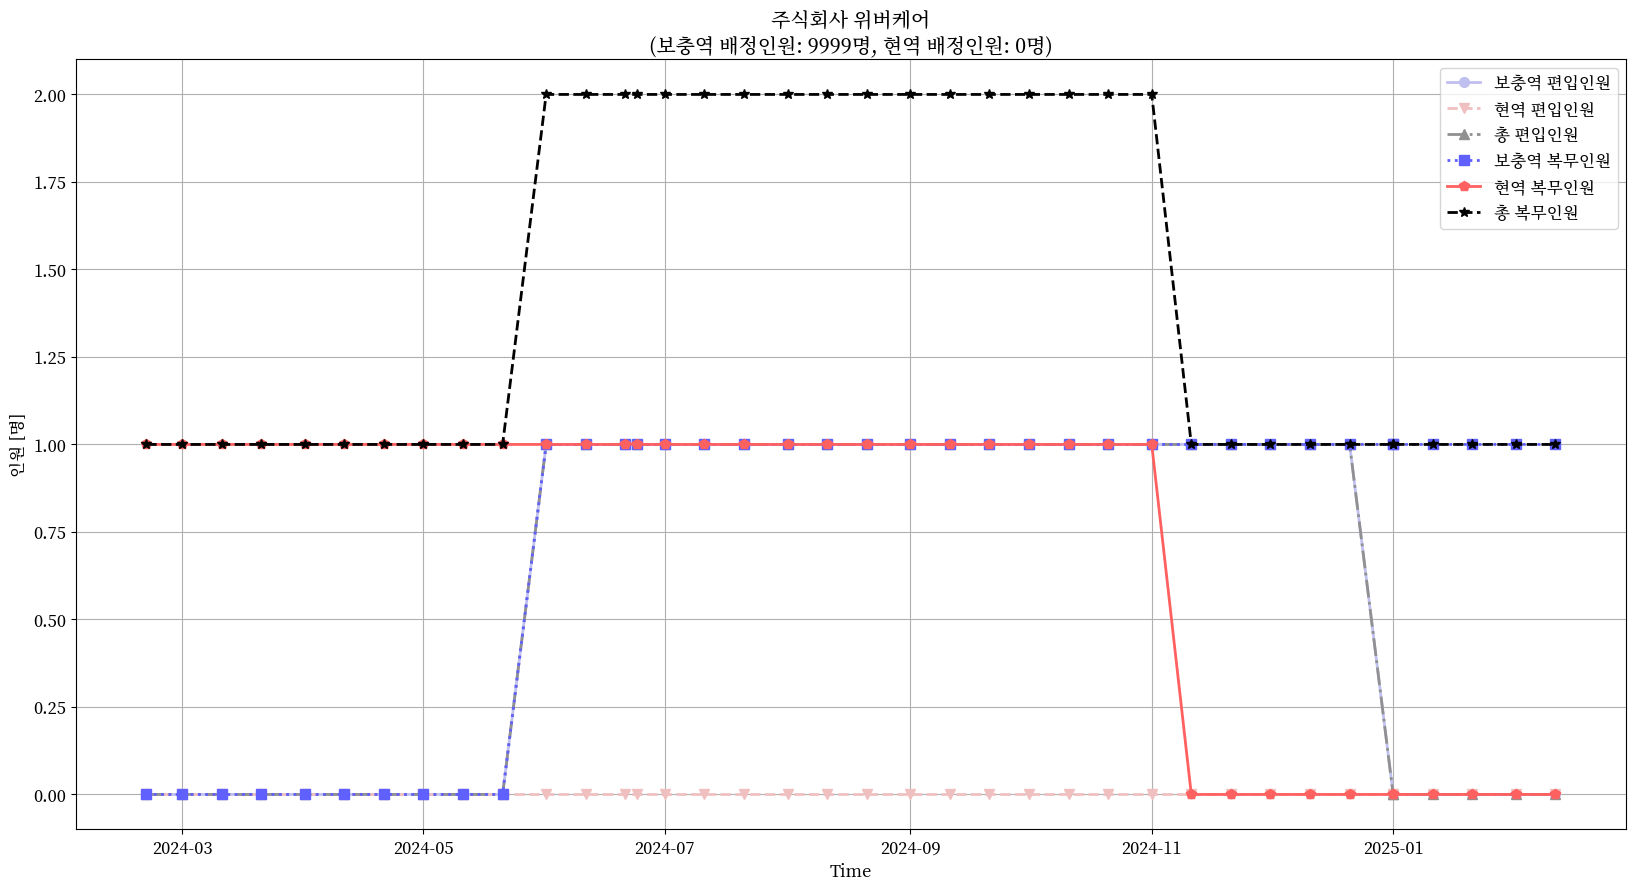 주식회사 위버케어
(보충역 배정인원: 9999명, 현역 배정인원: 0명)
보충역 편입인원
현역 편입인원
총 편입인원
보충역 복무인원
현역 복무인원
총 복무인원
인원 [명]
2.00
1.75
1.50
1.25
1.00
0.75
0.50
0.25
0.00
2024-03
2024-05
2024-07
2024-09
2024-11
2025-01
Time